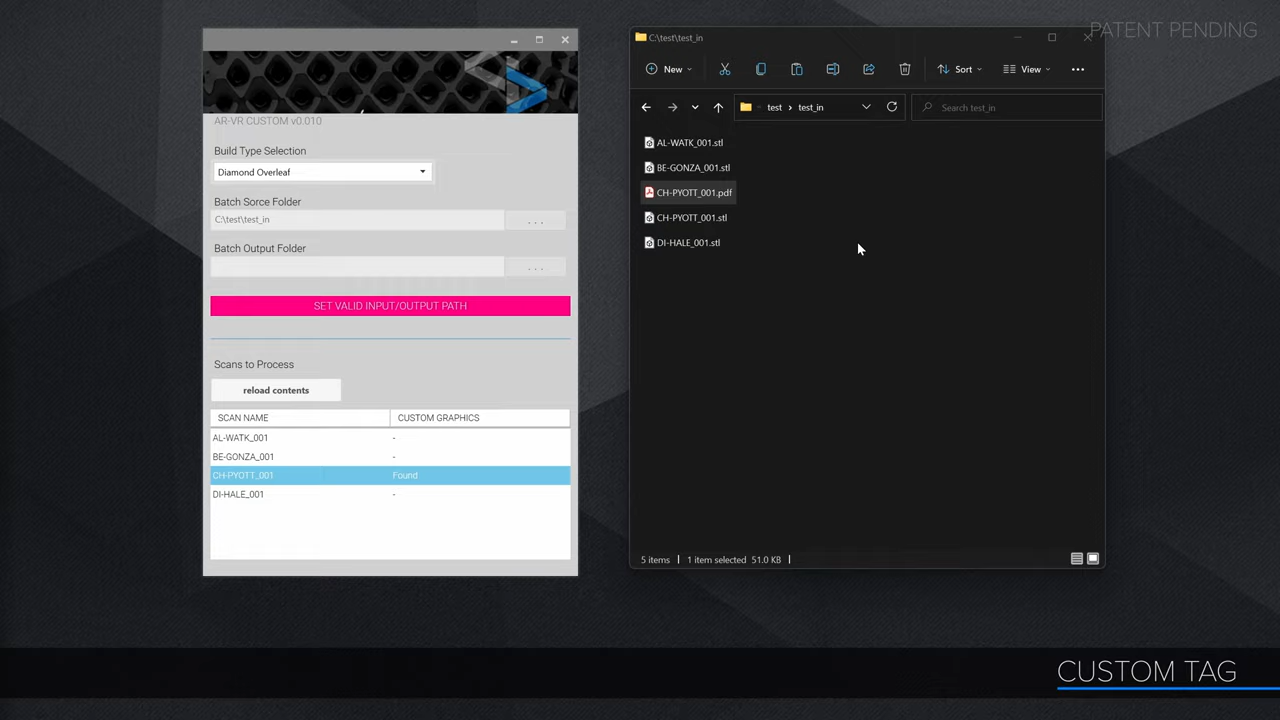 PATENT PENDING
AR-VR CUSTOM v0.010
Build Type Selection
Diamond Overleaf
Batch Sorce Folder
C:\test\test_in
. . .
Batch Output Folder
. . .
SET VALID INPUT/OUTPUT PATH
Scans to Process
reload contents
SCAN NAME CUSTOM GRAPHICS
AL-WATK_001 -
BE-GONZA_001 -
CH-PYOTT_001 Found
DI-HALE_001 -
C:\test\test_in
New Sort View
test › test_in Search test_in
AL-WATK_001.stl
BE-GONZA_001.stl
CH-PYOTT_001.pdf
CH-PYOTT_001.stl
DI-HALE_001.stl
5 items 1 item selected 51.0 KB
CUSTOM TAG